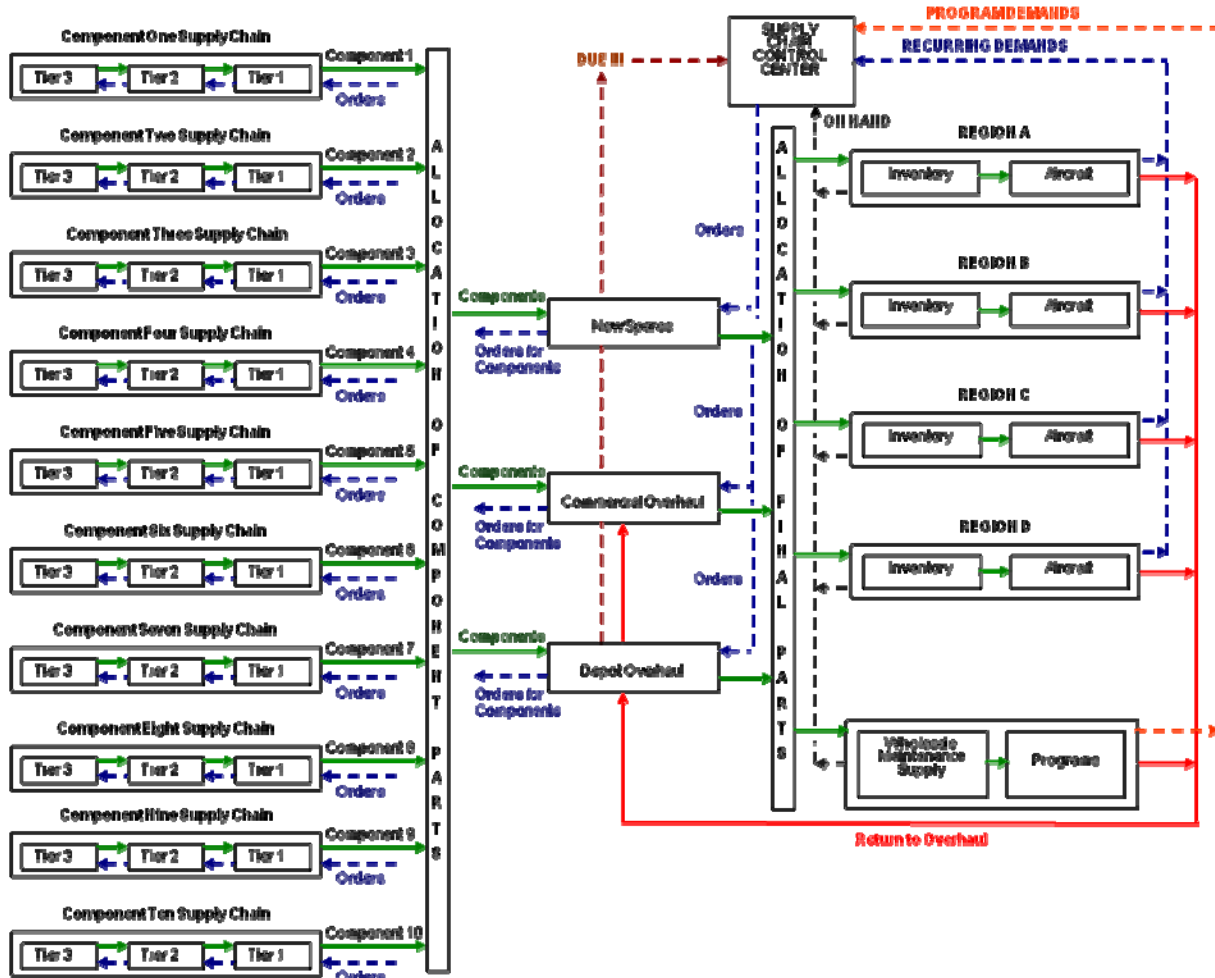 PROGRAM DEMANDS
SUPPLY
CHAIN
CONTROL
CENTER
RECURRING DEMANDS
DUE IN
ON HAND
Component One Supply Chain
Tier 3
Tier 2
Tier 1
Component 1
Orders
Component Two Supply Chain
Tier 3
Tier 2
Tier 1
Component 2
Orders
Component Three Supply Chain
Tier 3
Tier 2
Tier 1
Component 3
Orders
Component Four Supply Chain
Tier 3
Tier 2
Tier 1
Component 4
Orders
Component Five Supply Chain
Tier 3
Tier 2
Tier 1
Component 5
Orders
Component Six Supply Chain
Tier 3
Tier 2
Tier 1
Component 6
Orders
Component Seven Supply Chain
Tier 3
Tier 2
Tier 1
Component 7
Orders
Component Eight Supply Chain
Tier 3
Tier 2
Tier 1
Component 8
Orders
Component Nine Supply Chain
Tier 3
Tier 2
Tier 1
Component 9
Orders
Component Ten Supply Chain
Tier 3
Tier 2
Tier 1
Component 10
Orders
ALLOCATION OF COMPONENT PARTS
Components
New Spares
Orders for
Components
Orders
Components
Commercial Overhaul
Orders for
Components
Orders
Components
Depot Overhaul
Orders for
Components
Orders
ALLOCATION OF FINAL PARTS
REGION A
Inventory
Aircraft
REGION B
Inventory
Aircraft
REGION C
Inventory
Aircraft
REGION D
Inventory
Aircraft
Wholesale
Maintenance
Supply
Programs
Return to Overhaul